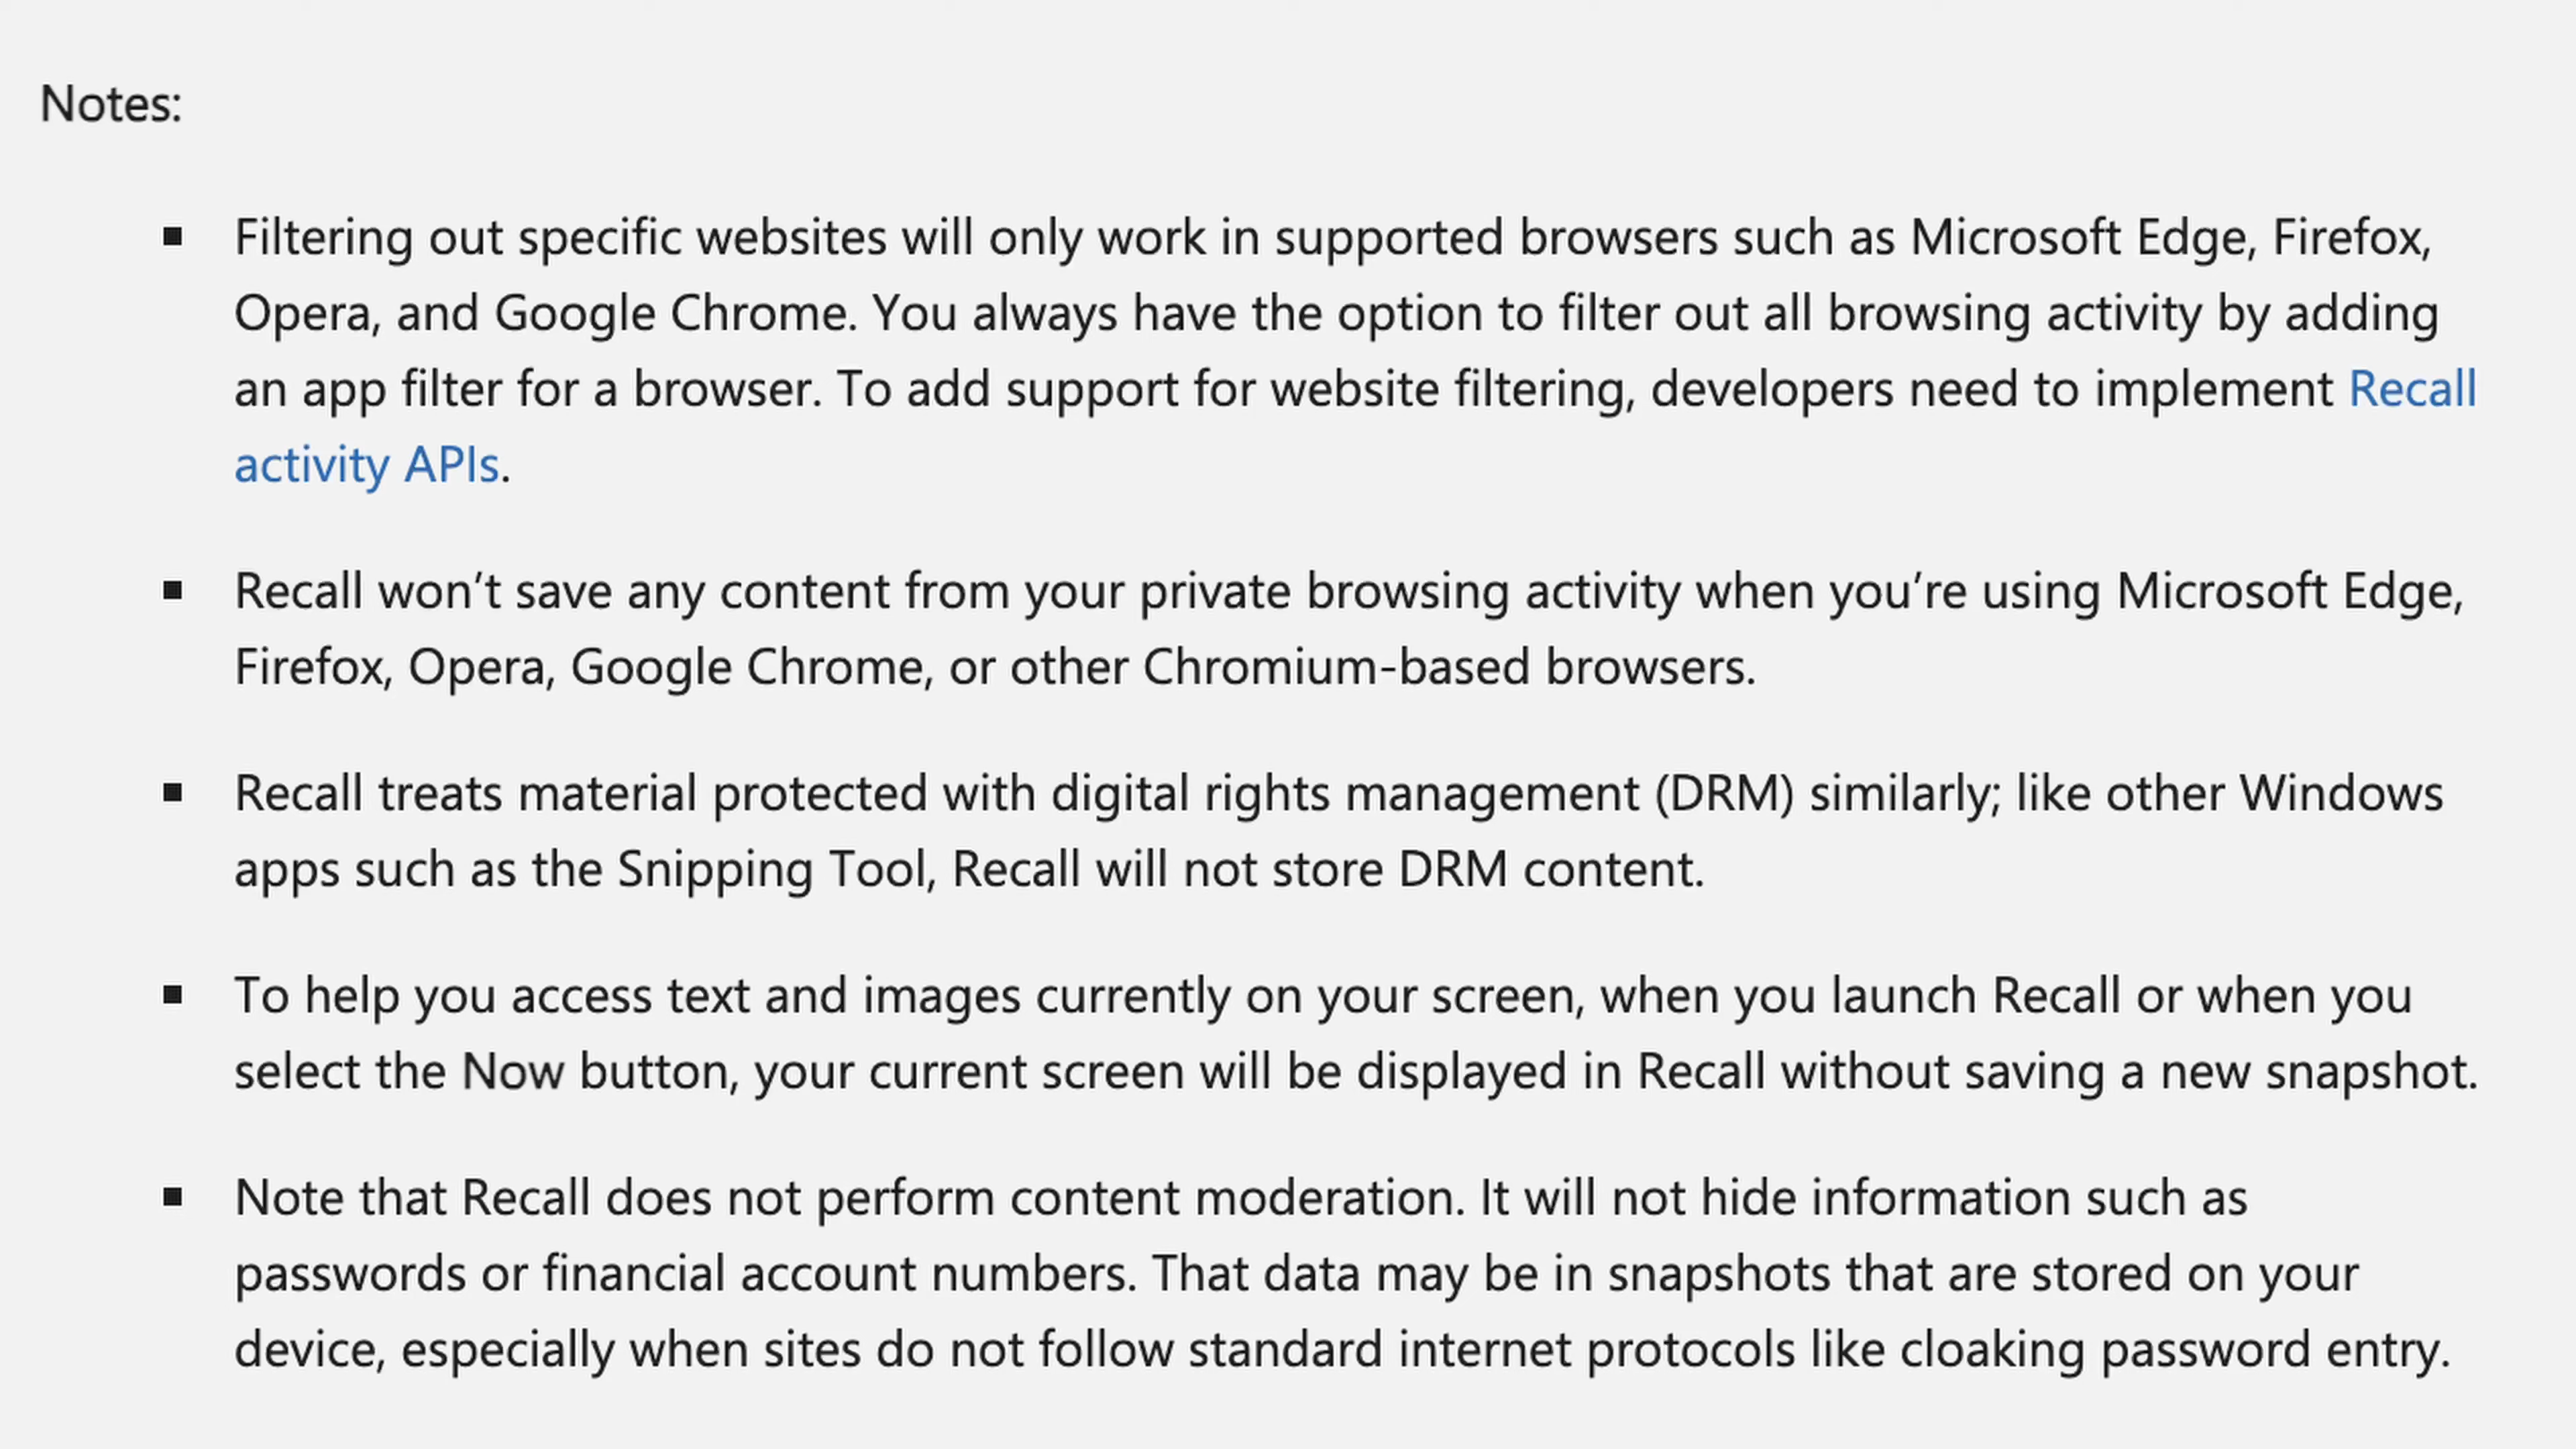 Notes:
▪ Filtering out specific websites will only work in supported browsers such as Microsoft Edge, Firefox,
Opera, and Google Chrome. You always have the option to filter out all browsing activity by adding
an app filter for a browser. To add support for website filtering, developers need to implement Recall
activity APIs.
▪ Recall won’t save any content from your private browsing activity when you’re using Microsoft Edge,
Firefox, Opera, Google Chrome, or other Chromium-based browsers.
▪ Recall treats material protected with digital rights management (DRM) similarly; like other Windows
apps such as the Snipping Tool, Recall will not store DRM content.
▪ To help you access text and images currently on your screen, when you launch Recall or when you
select the Now button, your current screen will be displayed in Recall without saving a new snapshot.
▪ Note that Recall does not perform content moderation. It will not hide information such as
passwords or financial account numbers. That data may be in snapshots that are stored on your
device, especially when sites do not follow standard internet protocols like cloaking password entry.